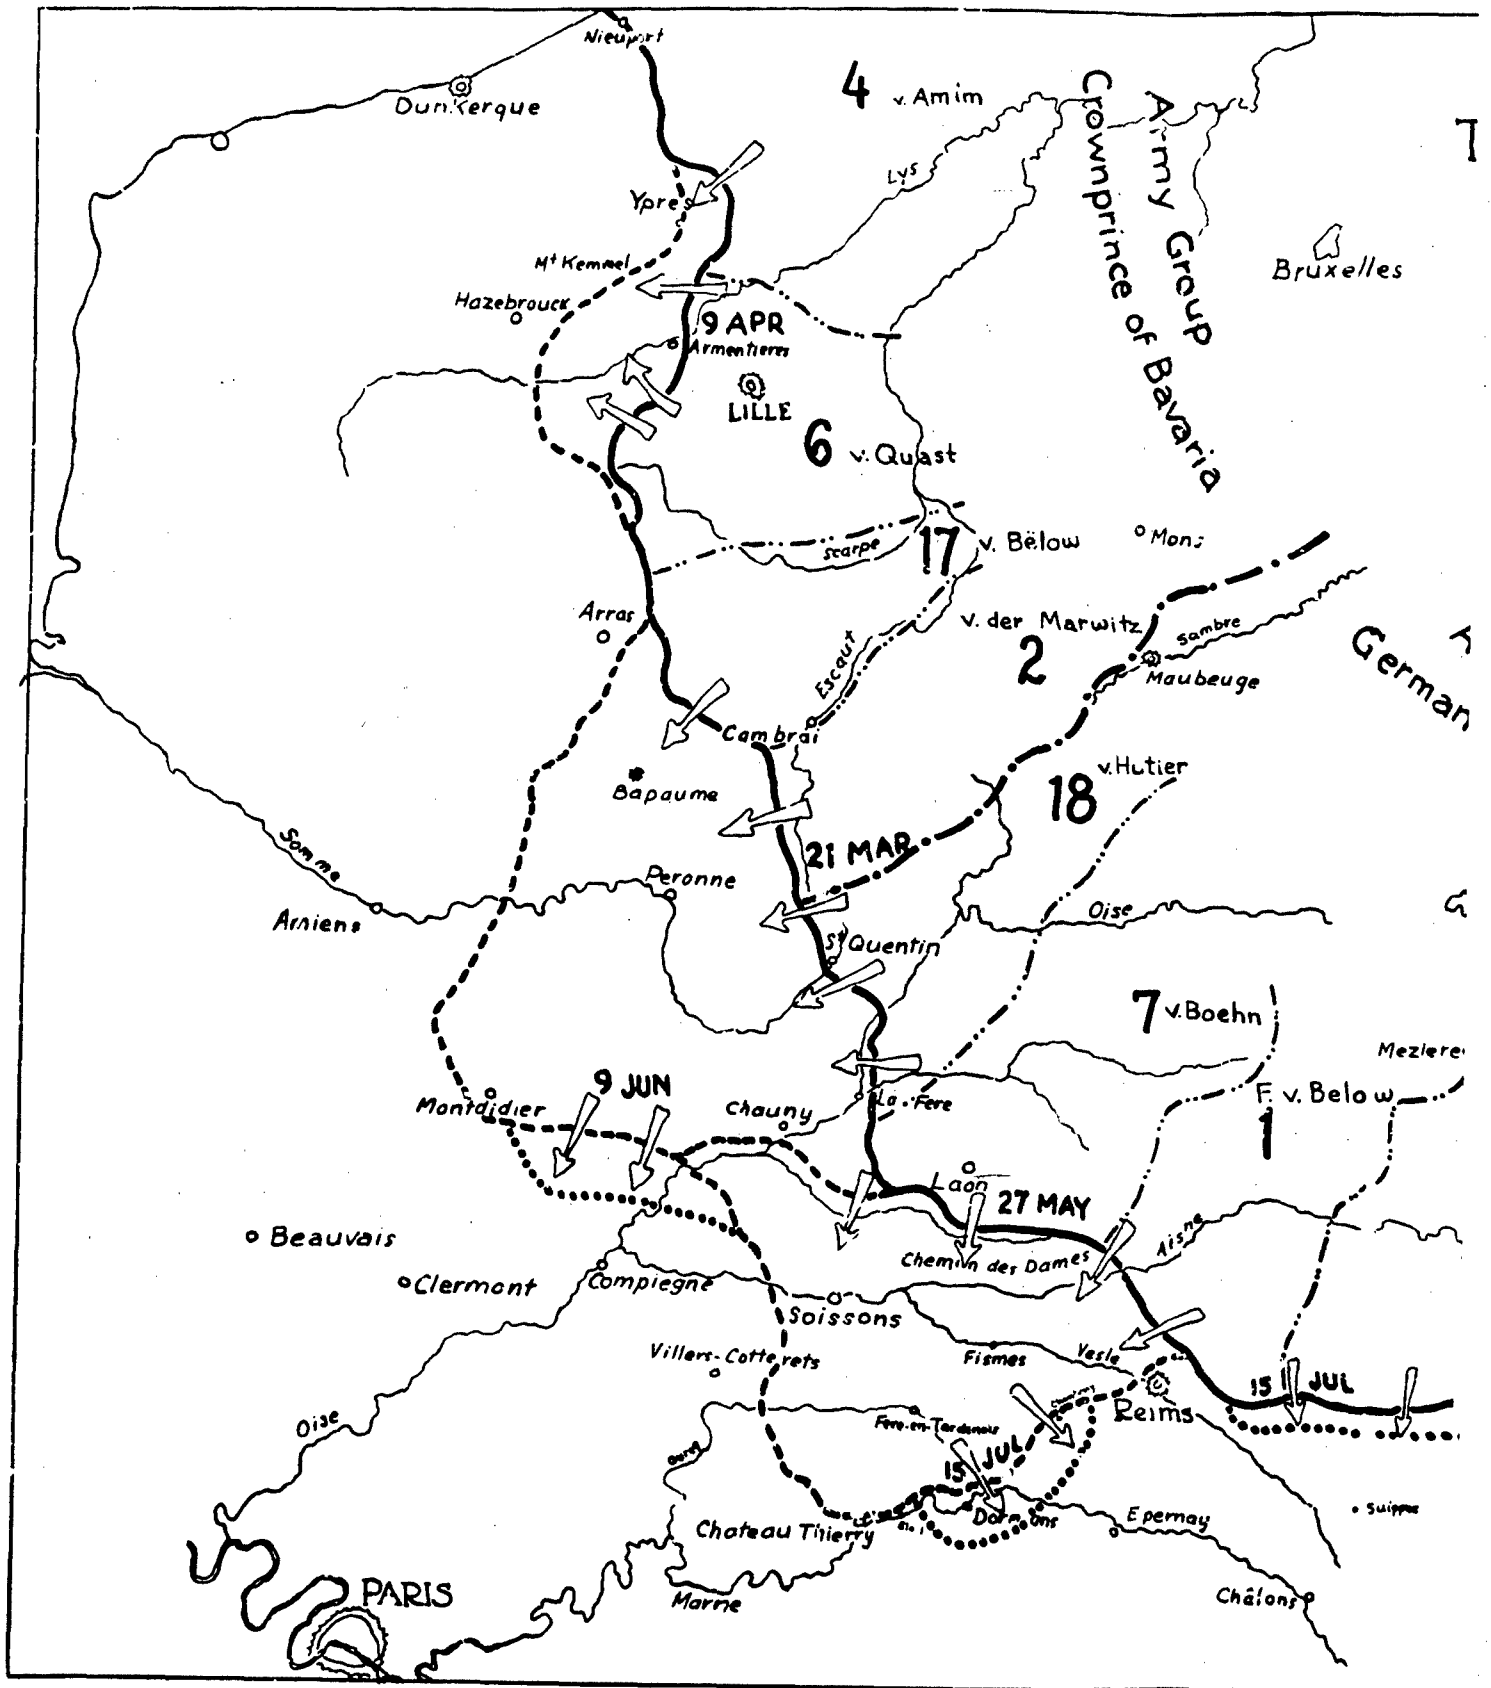 Nieuport
4 v. Amim
Dunkerque
Army Group
Crownprince of Bavaria
T
Lys
Ypres
Mt Kemmel
Bruxelles
Hazebrouck
9 APR
Armentieres
LILLE
6 v. Quast
17 v. Bëlow
Mons
Scarpe
Arras
v. der Marwitz
2
Sambre
Escaut
Maubeuge
German
Cambrai
18 v. Hutier
Bapaume
21 MAR
Somme
Peronne
Amiens
Oise
St Quentin
7 v. Boehn
Meziere
9 JUN
Montdidier
Chauny
La Fere
F. v. Below
1
Laon
27 MAY
Aisne
Beauvais
Chemin des Dames
Clermont
Compiegne
Soissons
Villers-Cotterets
Fismes
Vesle
15 JUL
Reims
Oise
Fere-en-Tardenois
Ourcq
15 JUL
Suippes
Chateau Thierry
Dormans
Epernay
PARIS
Marne
Châlons